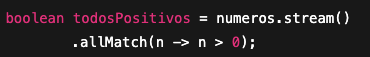 boolean todosPositivos = numeros.stream()
.allMatch(n -> n > 0);